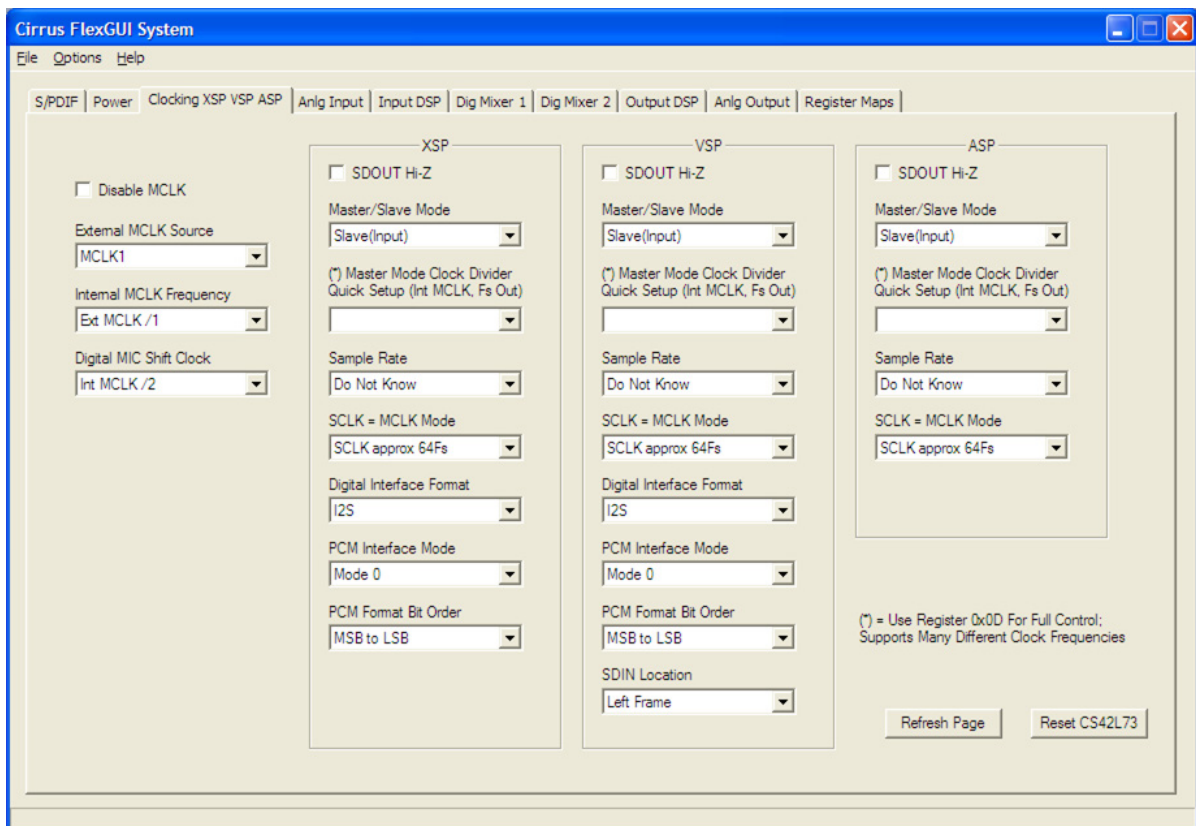 Cirrus FlexGUI System
File Options Help
S/PDIF Power Clocking XSP VSP ASP Anlg Input Input DSP Dig Mixer 1 Dig Mixer 2 Output DSP Anlg Output Register Maps
Disable MCLK
External MCLK Source
MCLK1
Internal MCLK Frequency
Ext MCLK /1
Digital MIC Shift Clock
Int MCLK /2
XSP
SDOUT Hi-Z
Master/Slave Mode
Slave(Input)
(*) Master Mode Clock Divider
Quick Setup (Int MCLK, Fs Out)
Sample Rate
Do Not Know
SCLK = MCLK Mode
SCLK approx 64Fs
Digital Interface Format
I2S
PCM Interface Mode
Mode 0
PCM Format Bit Order
MSB to LSB
VSP
SDOUT Hi-Z
Master/Slave Mode
Slave(Input)
(*) Master Mode Clock Divider
Quick Setup (Int MCLK, Fs Out)
Sample Rate
Do Not Know
SCLK = MCLK Mode
SCLK approx 64Fs
Digital Interface Format
I2S
PCM Interface Mode
Mode 0
PCM Format Bit Order
MSB to LSB
SDIN Location
Left Frame
ASP
SDOUT Hi-Z
Master/Slave Mode
Slave(Input)
(*) Master Mode Clock Divider
Quick Setup (Int MCLK, Fs Out)
Sample Rate
Do Not Know
SCLK = MCLK Mode
SCLK approx 64Fs
(*) = Use Register 0x0D For Full Control;
Supports Many Different Clock Frequencies
Refresh Page
Reset CS42L73